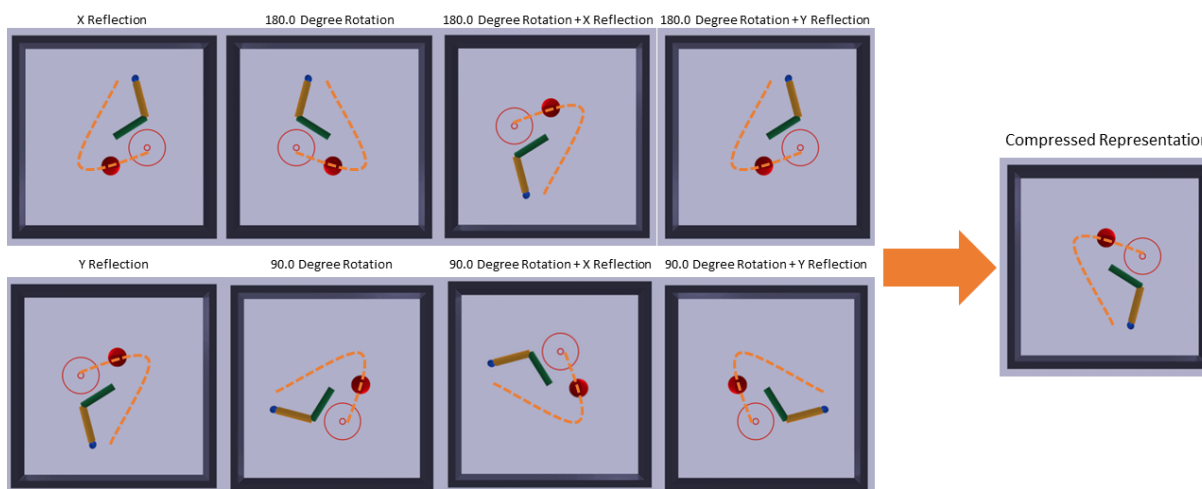 X Reflection
180.0 Degree Rotation
180.0 Degree Rotation + X Reflection
180.0 Degree Rotation + Y Reflection
Compressed Representation
Y Reflection
90.0 Degree Rotation
90.0 Degree Rotation + X Reflection
90.0 Degree Rotation + Y Reflection